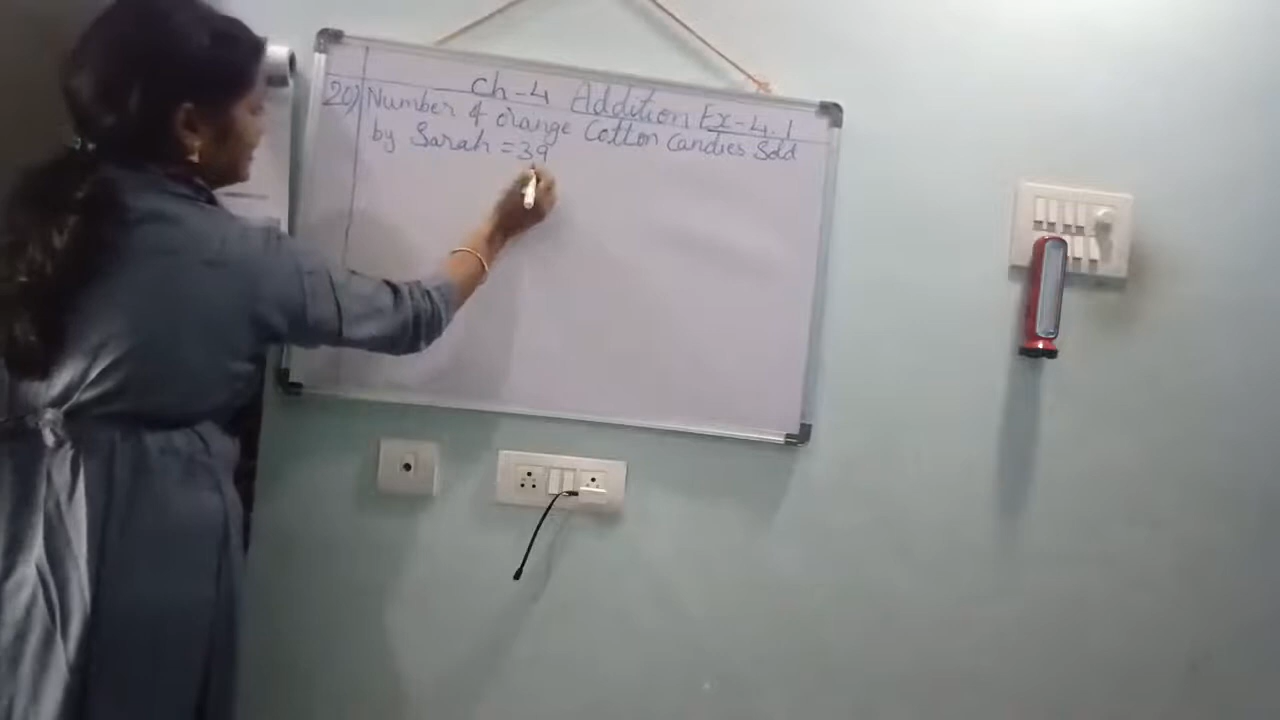 Ch-4 Addition Ex-4.1
20) Number of orange Cotton Candies Sold
by Sarah = 39